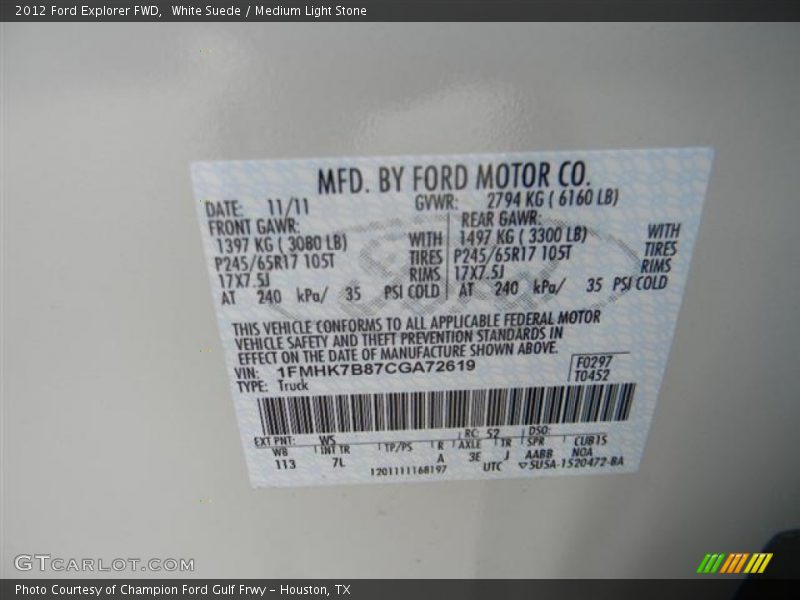 2012 Ford Explorer FWD,  White Suede / Medium Light Stone
MFD. BY FORD MOTOR CO.
DATE: 11/11 GVWR: 2794 KG ( 6160 LB)
FRONT GAWR: REAR GAWR:
1397 KG ( 3080 LB) WITH 1497 KG ( 3300 LB) WITH
P245/65R17 105T TIRES P245/65R17 105T TIRES
17X7.5J RIMS 17X7.5J RIMS
AT 240 kPa/ 35 PSI COLD AT 240 kPa/ 35 PSI COLD
THIS VEHICLE CONFORMS TO ALL APPLICABLE FEDERAL MOTOR
VEHICLE SAFETY AND THEFT PREVENTION STANDARDS IN
EFFECT ON THE DATE OF MANUFACTURE SHOWN ABOVE.
VIN: 1FMHK7B87CGA72619 F0297
TYPE: Truck T0452
EXT PNT: WS RC: 52 DSO:
WB INT TR TP/PS R AXLE TR SPR CUB15
113 7L A 3E J AABB NOA
1201111168197 UTC 5USA-1520472-BA
GTCARLOT.COM
Photo Courtesy of Champion Ford Gulf Frwy – Houston, TX